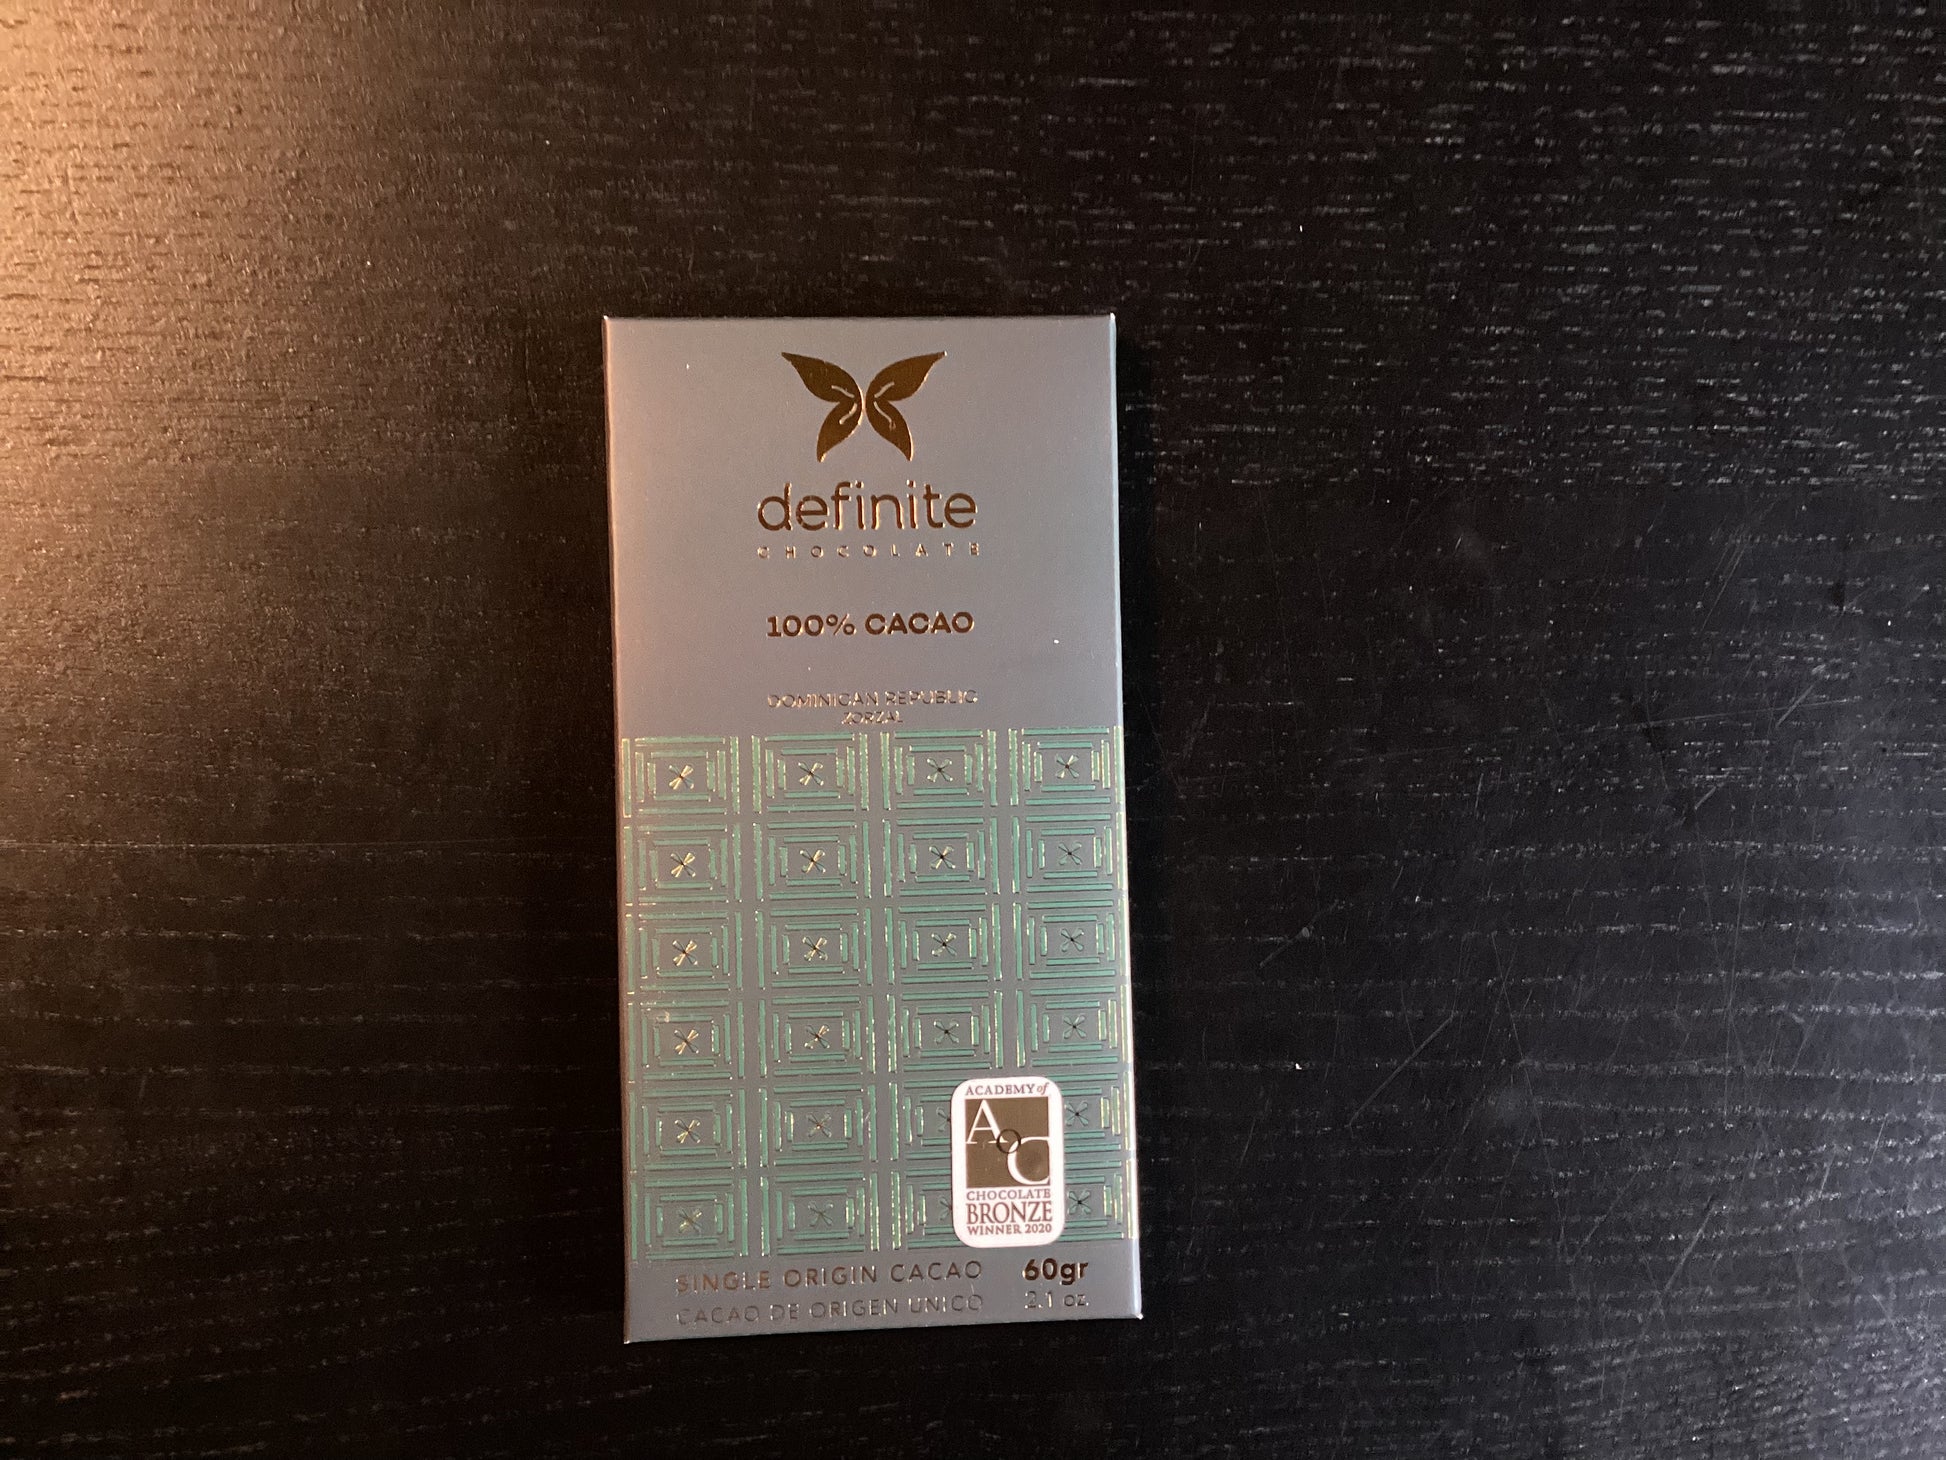 definite
CHOCOLATE
100% CACAO
DOMINICAN REPUBLIC
ZORZAL
ACADEMY of
AoC
CHOCOLATE
BRONZE
WINNER 2020
SINGLE ORIGIN CACAO
CACAO DE ORIGEN UNICO
60gr
2.1 oz.